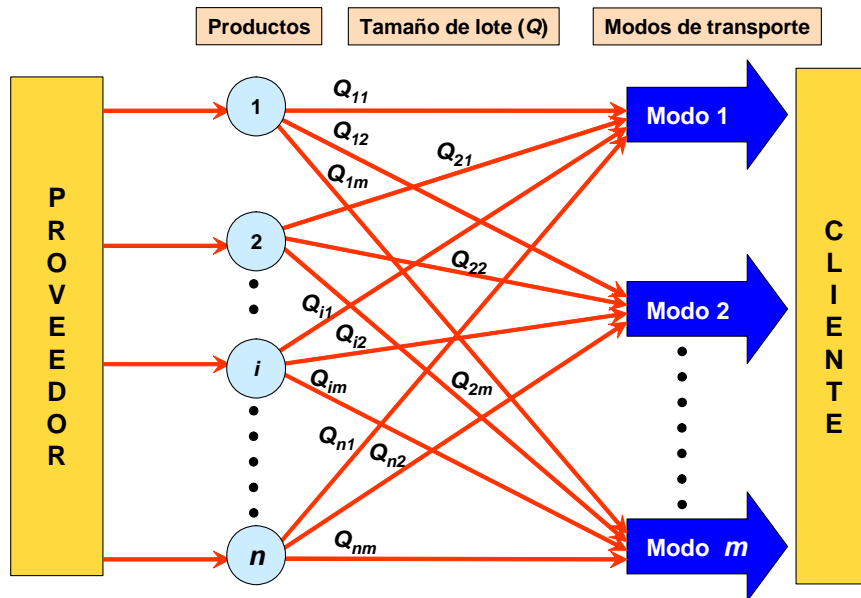 Productos
Tamaño de lote (Q)
Modos de transporte
PROVEEDOR
1
2
i
n
Q11
Q12
Q1m
Q21
Q22
Q2m
Qi1
Qi2
Qim
Qn1
Qn2
Qnm
Modo 1
Modo 2
Modo m
CLIENTE